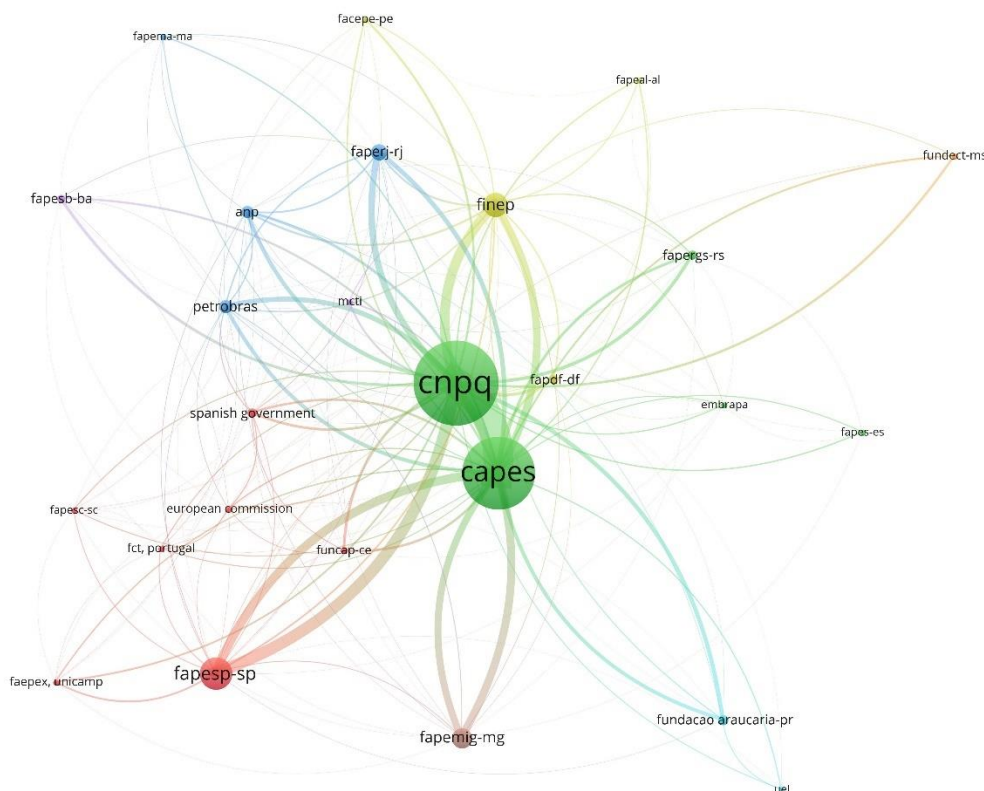 facepe-pe
fapema-ma
fapeal-al
faperj-rj
fundect-ms
fapesb-ba
finep
anp
fapergs-rs
mcti
petrobras
cnpq
fapdf-df
embrapa
spanish government
fapes-es
capes
fapesc-sc
european commission
fct, portugal
funcap-ce
fapesp-sp
faepex, unicamp
fundacao araucaria-pr
fapemig-mg
uel